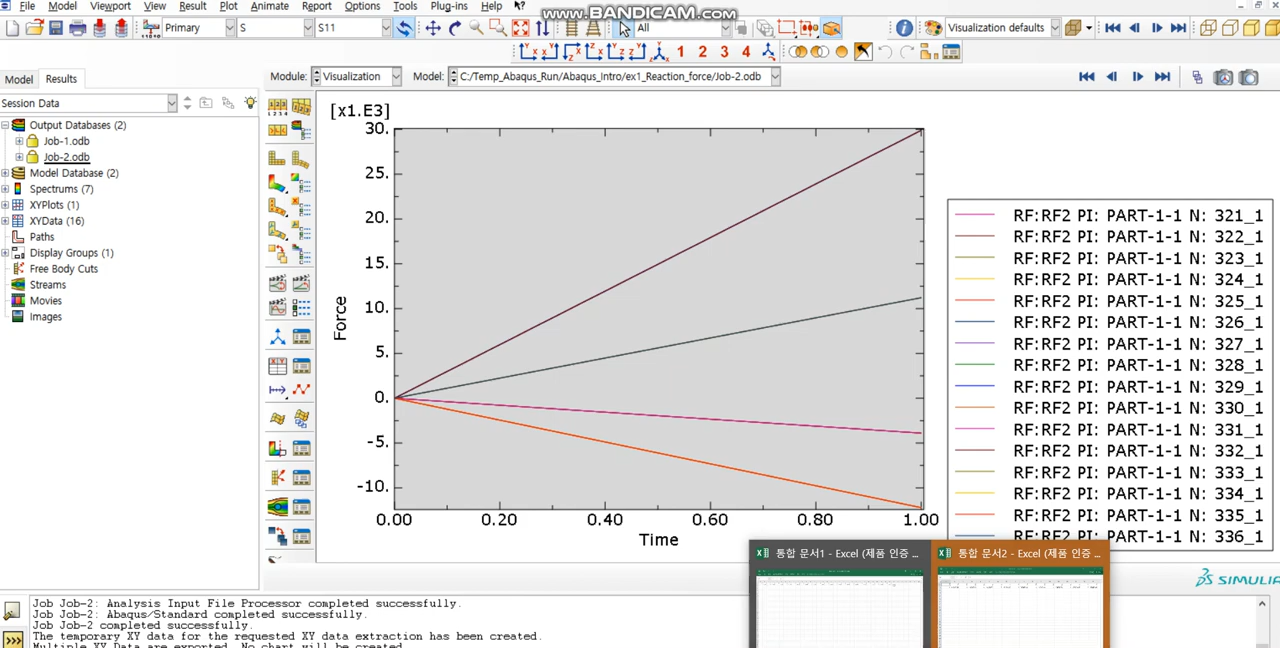 File Model Viewport View Result Plot Animate Report Options Tools Plug-ins Help
WWW.BANDICAM.COM
Primary S S11 All Visualization defaults
1 2 3 4
Model Results Module: Visualization Model: C:/Temp_Abaqus_Run/Abaqus_Intro/ex1_Reaction_force/Job-2.odb
Session Data
Output Databases (2)
Job-1.odb
Job-2.odb
Model Database (2)
Spectrums (7)
XYPlots (1)
XYData (16)
Paths
Display Groups (1)
Free Body Cuts
Streams
Movies
Images
[x1.E3]
30.
25.
20.
15.
10.
5.
0.
-5.
-10.
Force
0.00 0.20 0.40 0.60 0.80 1.00
Time
RF:RF2 PI: PART-1-1 N: 321_1
RF:RF2 PI: PART-1-1 N: 322_1
RF:RF2 PI: PART-1-1 N: 323_1
RF:RF2 PI: PART-1-1 N: 324_1
RF:RF2 PI: PART-1-1 N: 325_1
RF:RF2 PI: PART-1-1 N: 326_1
RF:RF2 PI: PART-1-1 N: 327_1
RF:RF2 PI: PART-1-1 N: 328_1
RF:RF2 PI: PART-1-1 N: 329_1
RF:RF2 PI: PART-1-1 N: 330_1
RF:RF2 PI: PART-1-1 N: 331_1
RF:RF2 PI: PART-1-1 N: 332_1
RF:RF2 PI: PART-1-1 N: 333_1
RF:RF2 PI: PART-1-1 N: 334_1
RF:RF2 PI: PART-1-1 N: 335_1
RF:RF2 PI: PART-1-1 N: 336_1
통합 문서1 - Excel (제품 인증 ...
통합 문서2 - Excel (제품 인증 ...
SIMULIA
Job Job-2: Analysis Input File Processor completed successfully.
Job Job-2: Abaqus/Standard completed successfully.
Job Job-2 completed successfully.
The temporary XY data for the requested XY data extraction has been created.
Multiple XY Data are exported. No chart will be created.